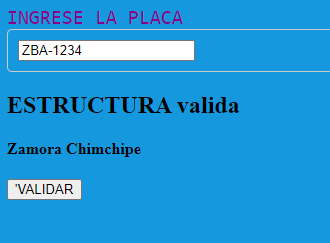 INGRESE LA PLACA
ZBA-1234
ESTRUCTURA valida
Zamora Chimchipe
'VALIDAR